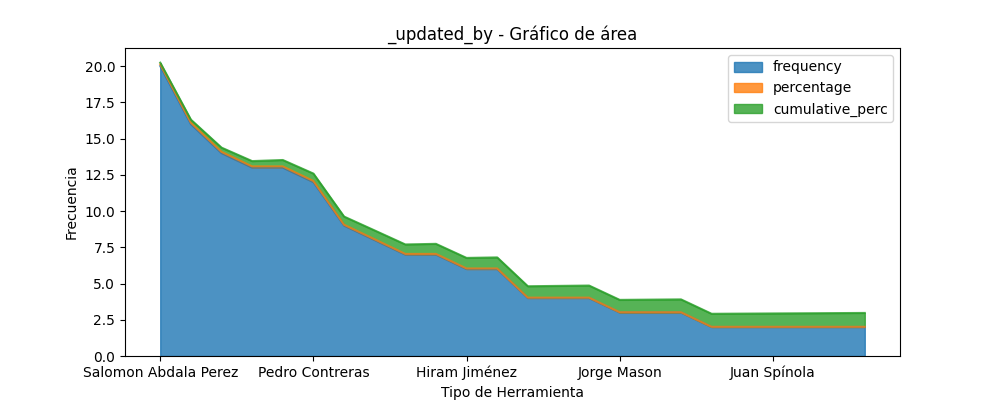 _updated_by - Gráfico de área
frequency
percentage
cumulative_perc
Frecuencia
20.0
17.5
15.0
12.5
10.0
7.5
5.0
2.5
0.0
Salomon Abdala Perez
Pedro Contreras
Hiram Jiménez
Jorge Mason
Juan Spínola
Tipo de Herramienta